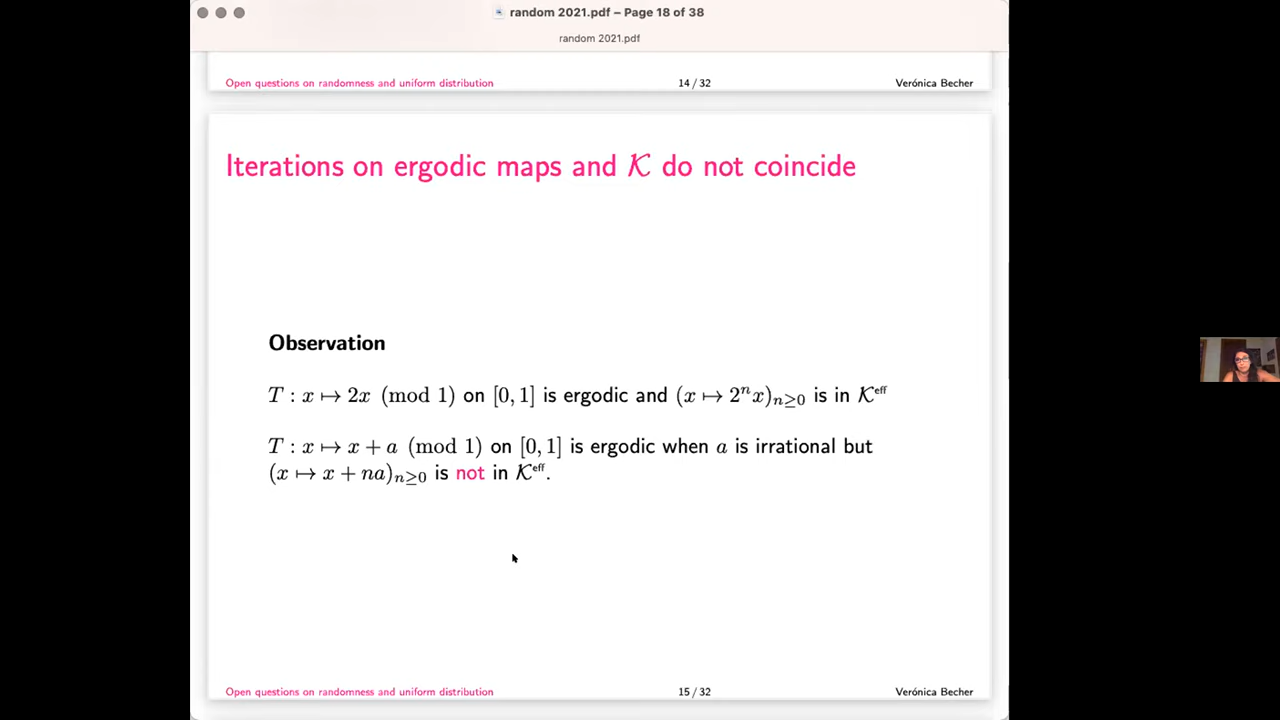 random 2021.pdf – Page 18 of 38
random 2021.pdf
Open questions on randomness and uniform distribution 14 / 32 Verónica Becher
Iterations on ergodic maps and 𝒦 do not coincide
Observation
T : x ↦ 2x (mod 1) on [0, 1] is ergodic and (x ↦ 2ⁿx)ₙ≥₀ is in 𝒦ᵉᶠᶠ
T : x ↦ x + a (mod 1) on [0, 1] is ergodic when a is irrational but
(x ↦ x + na)ₙ≥₀ is not in 𝒦ᵉᶠᶠ.
Open questions on randomness and uniform distribution 15 / 32 Verónica Becher